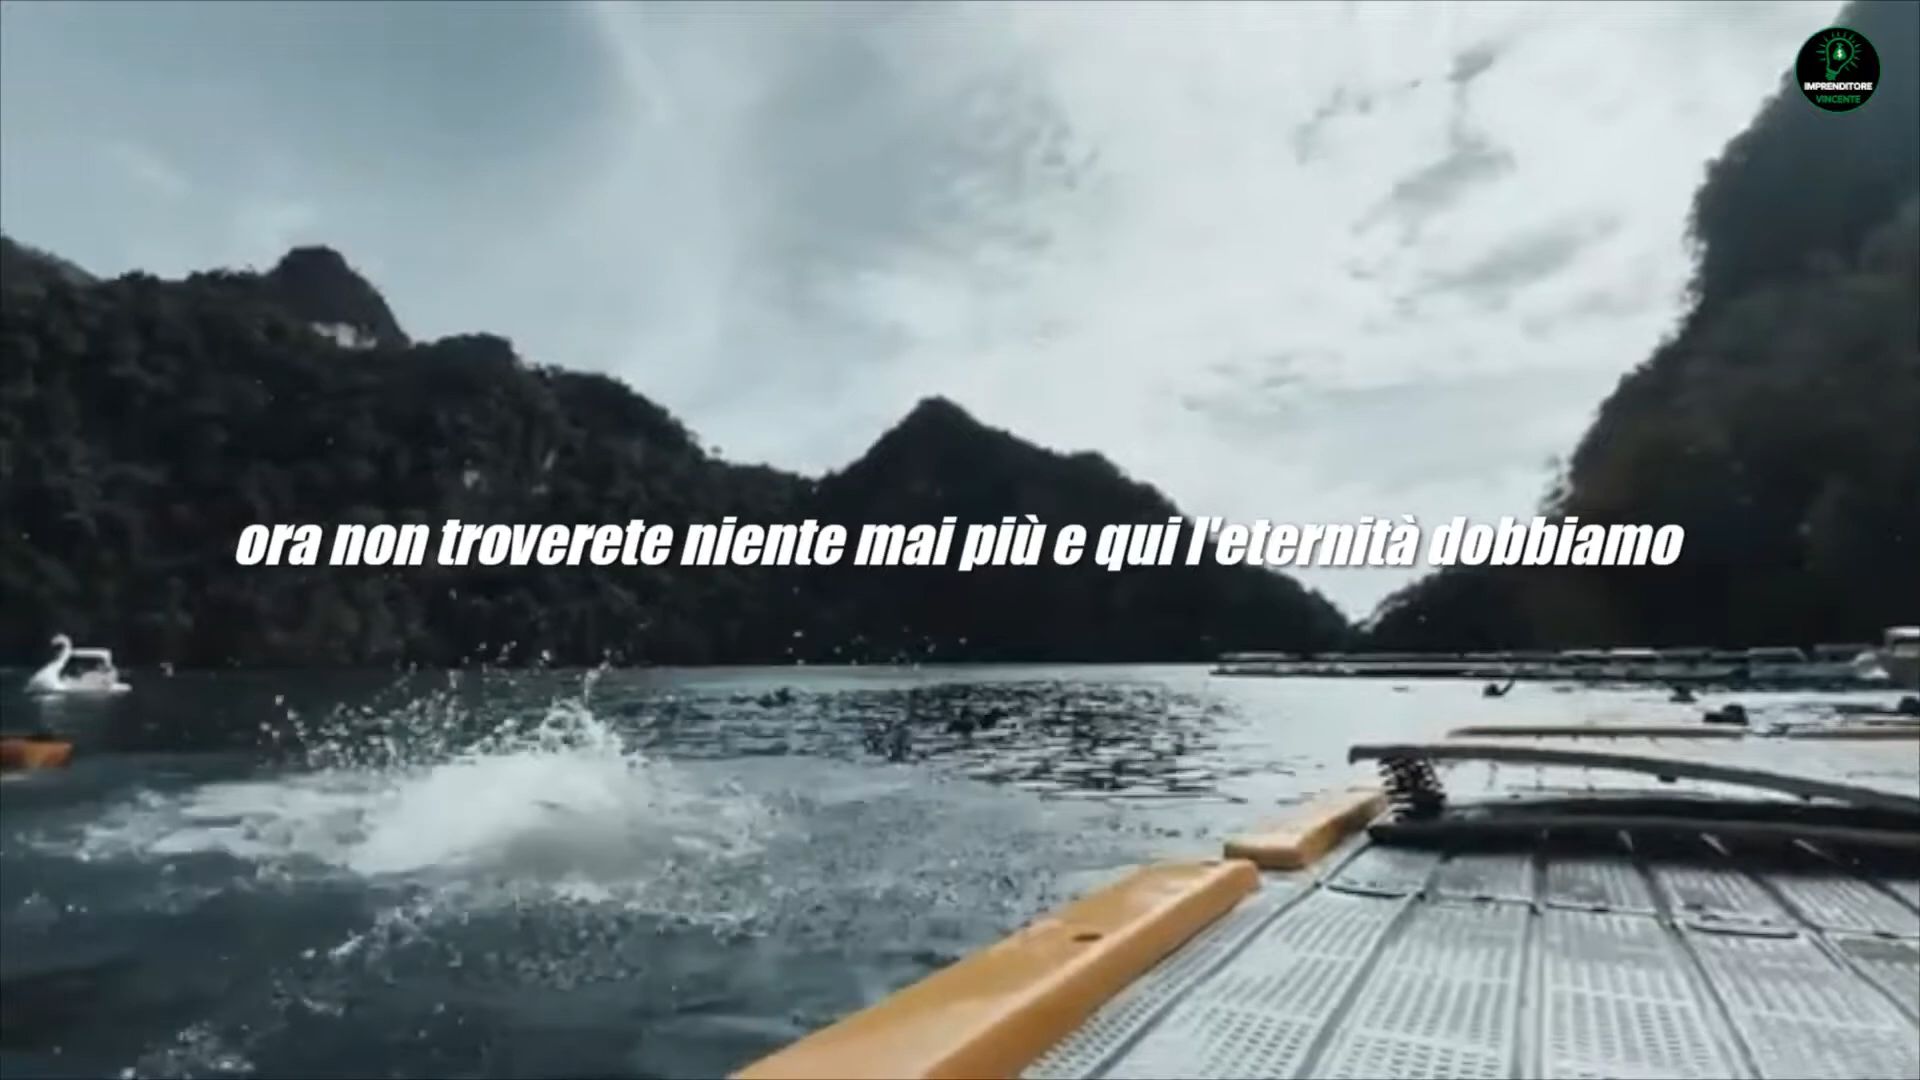 IMPRENDITORE
VINCENTE
ora non troverete niente mai più e qui l'eternità dobbiamo